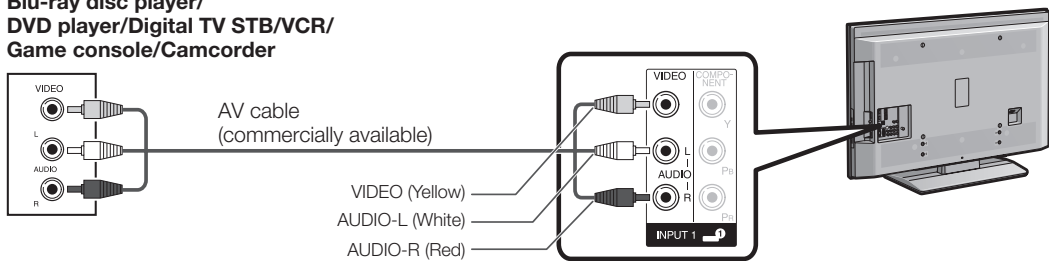 Blu-ray disc player/
DVD player/Digital TV STB/VCR/
Game console/Camcorder
VIDEO
L
AUDIO
R
AV cable
(commercially available)
VIDEO (Yellow)
AUDIO-L (White)
AUDIO-R (Red)
VIDEO
COMPO-
NENT
Y
L
AUDIO
PB
R
PR
INPUT 1 1